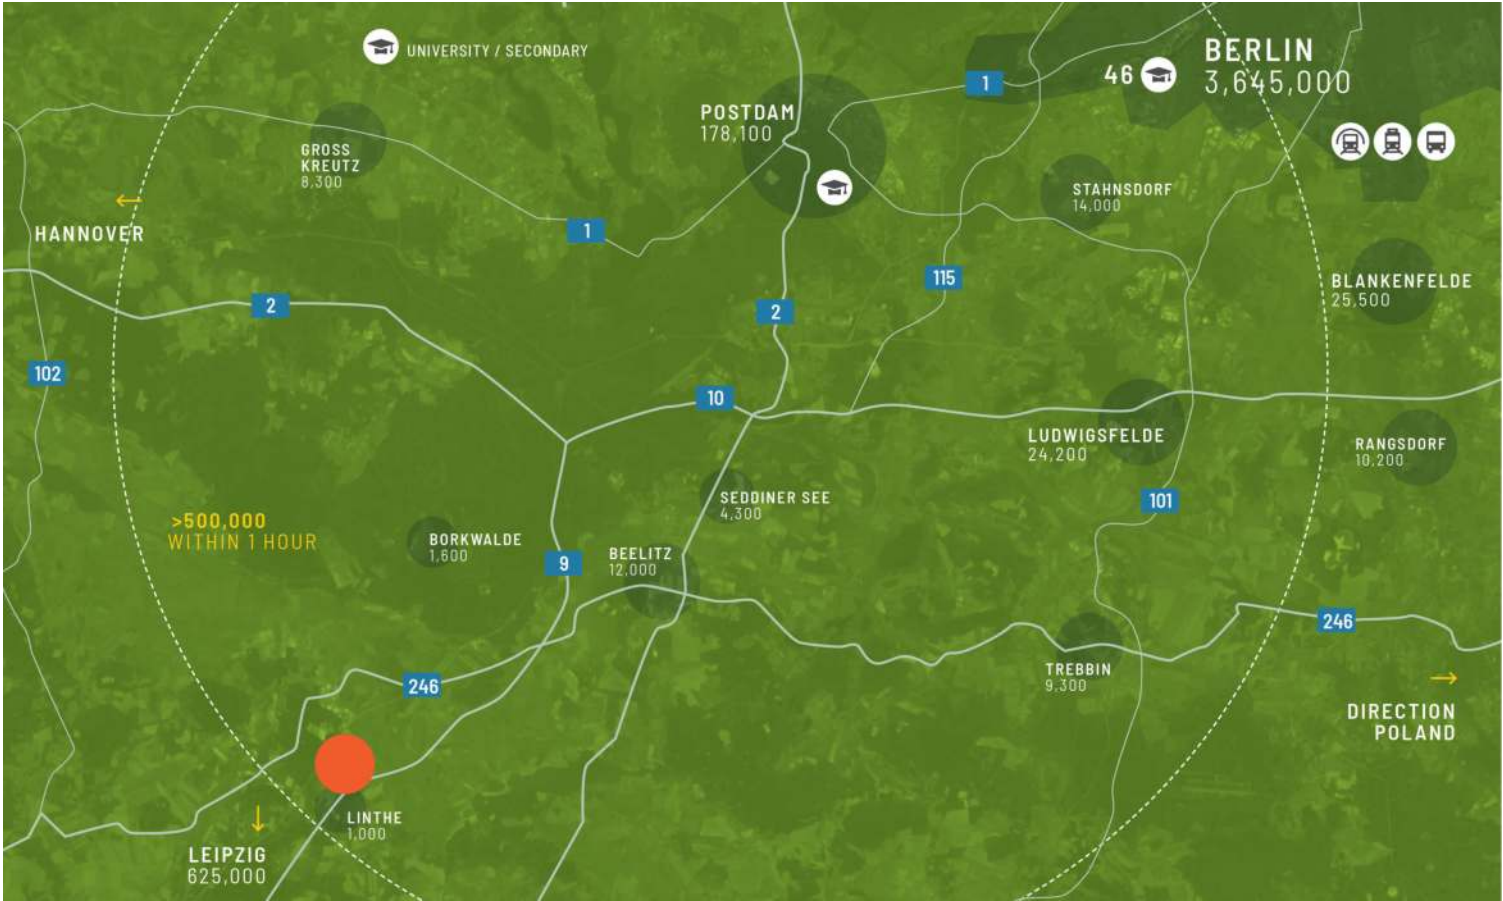 UNIVERSITY / SECONDARY
BERLIN
46
3,645,000
1
POSTDAM
178,100
GROSS
KREUTZ
8,300
STAHNSDORF
14,000
HANNOVER
1
115
BLANKENFELDE
25,500
2
2
102
10
LUDWIGSFELDE
24,200
RANGSDORF
10,200
SEDDINER SEE
4,300
101
>500,000
WITHIN 1 HOUR
BORKWALDE
1,600
BEELITZ
12,000
9
246
TREBBIN
9,300
246
DIRECTION
POLAND
LINTHE
1,000
LEIPZIG
625,000